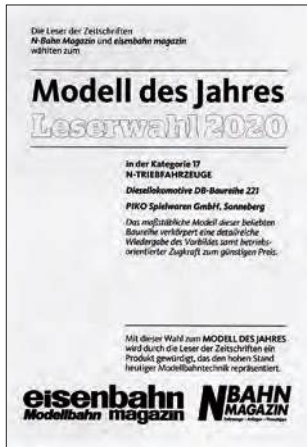 Die Leser der Zeitschriften
N-Bahn Magazin und eisenbahn magazin
wählten zum
Modell des Jahres
Leserwahl 2020
In der Kategorie 17
N-TRIEBFAHRZEUGE
Diesellokomotive DB-Baureihe 221
PIKO Spielwaren GmbH, Sonneberg
Das maßstäbliche Modell dieser beliebten
Baureihe verkörpert eine detailreiche
Wiedergabe des Vorbildes samt betriebs-
orientierter Zugkraft zum günstigen Preis.
Mit dieser Wahl zum MODELL DES JAHRES
wird durch die Leser der Zeitschriften ein
Produkt gewürdigt, das den hohen Stand
heutiger Modellbahntechnik repräsentiert.
eisenbahn
Modellbahn magazin
NBAHN
MAGAZIN